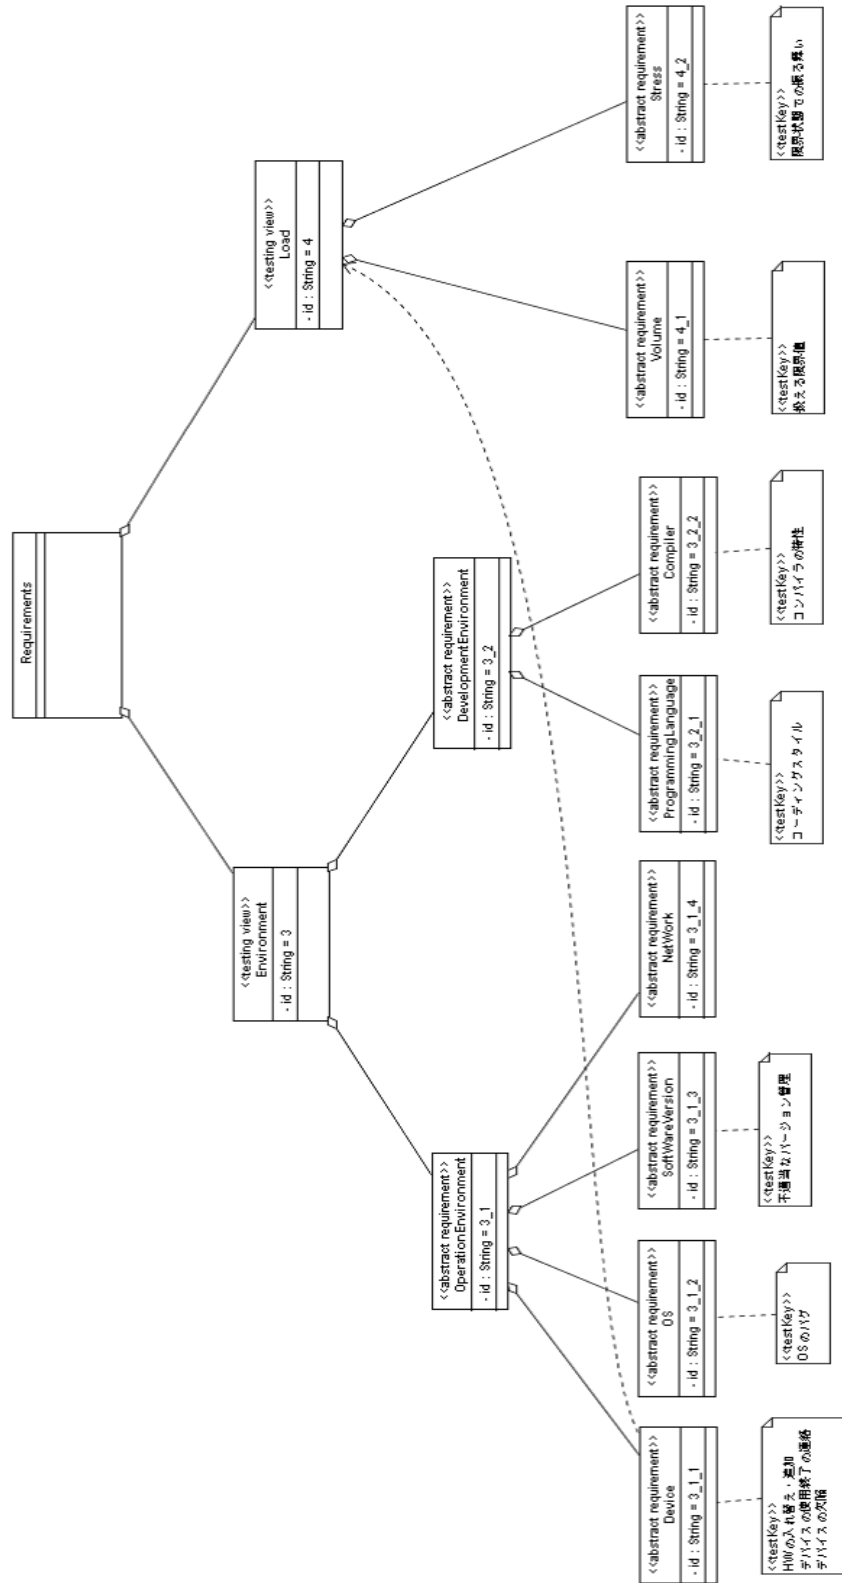 Requirements
<<testing view>>
Environment
- id : String = 3
<<testing view>>
Load
- id : String = 4
<<abstract requirement>>
OperationEnvironment
- id : String = 3_1
<<abstract requirement>>
DevelopmentEnvironment
- id : String = 3_2
<<abstract requirement>>
Device
- id : String = 3_1_1
<<abstract requirement>>
OS
- id : String = 3_1_2
<<abstract requirement>>
SoftWareVersion
- id : String = 3_1_3
<<abstract requirement>>
NetWork
- id : String = 3_1_4
<<abstract requirement>>
ProgrammingLanguage
- id : String = 3_2_1
<<abstract requirement>>
Compiler
- id : String = 3_2_2
<<abstract requirement>>
Volume
- id : String = 4_1
<<abstract requirement>>
Stress
- id : String = 4_2
<<testKey>>
HWの入れ替え・追加
デバイスの使用終了の連絡
デバイスの欠陥
<<testKey>>
OSのバグ
<<testKey>>
不適当なバージョン管理
<<testKey>>
コーディングスタイル
<<testKey>>
コンパイラの特性
<<testKey>>
扱える限界値
<<testKey>>
限界状態での振る舞い